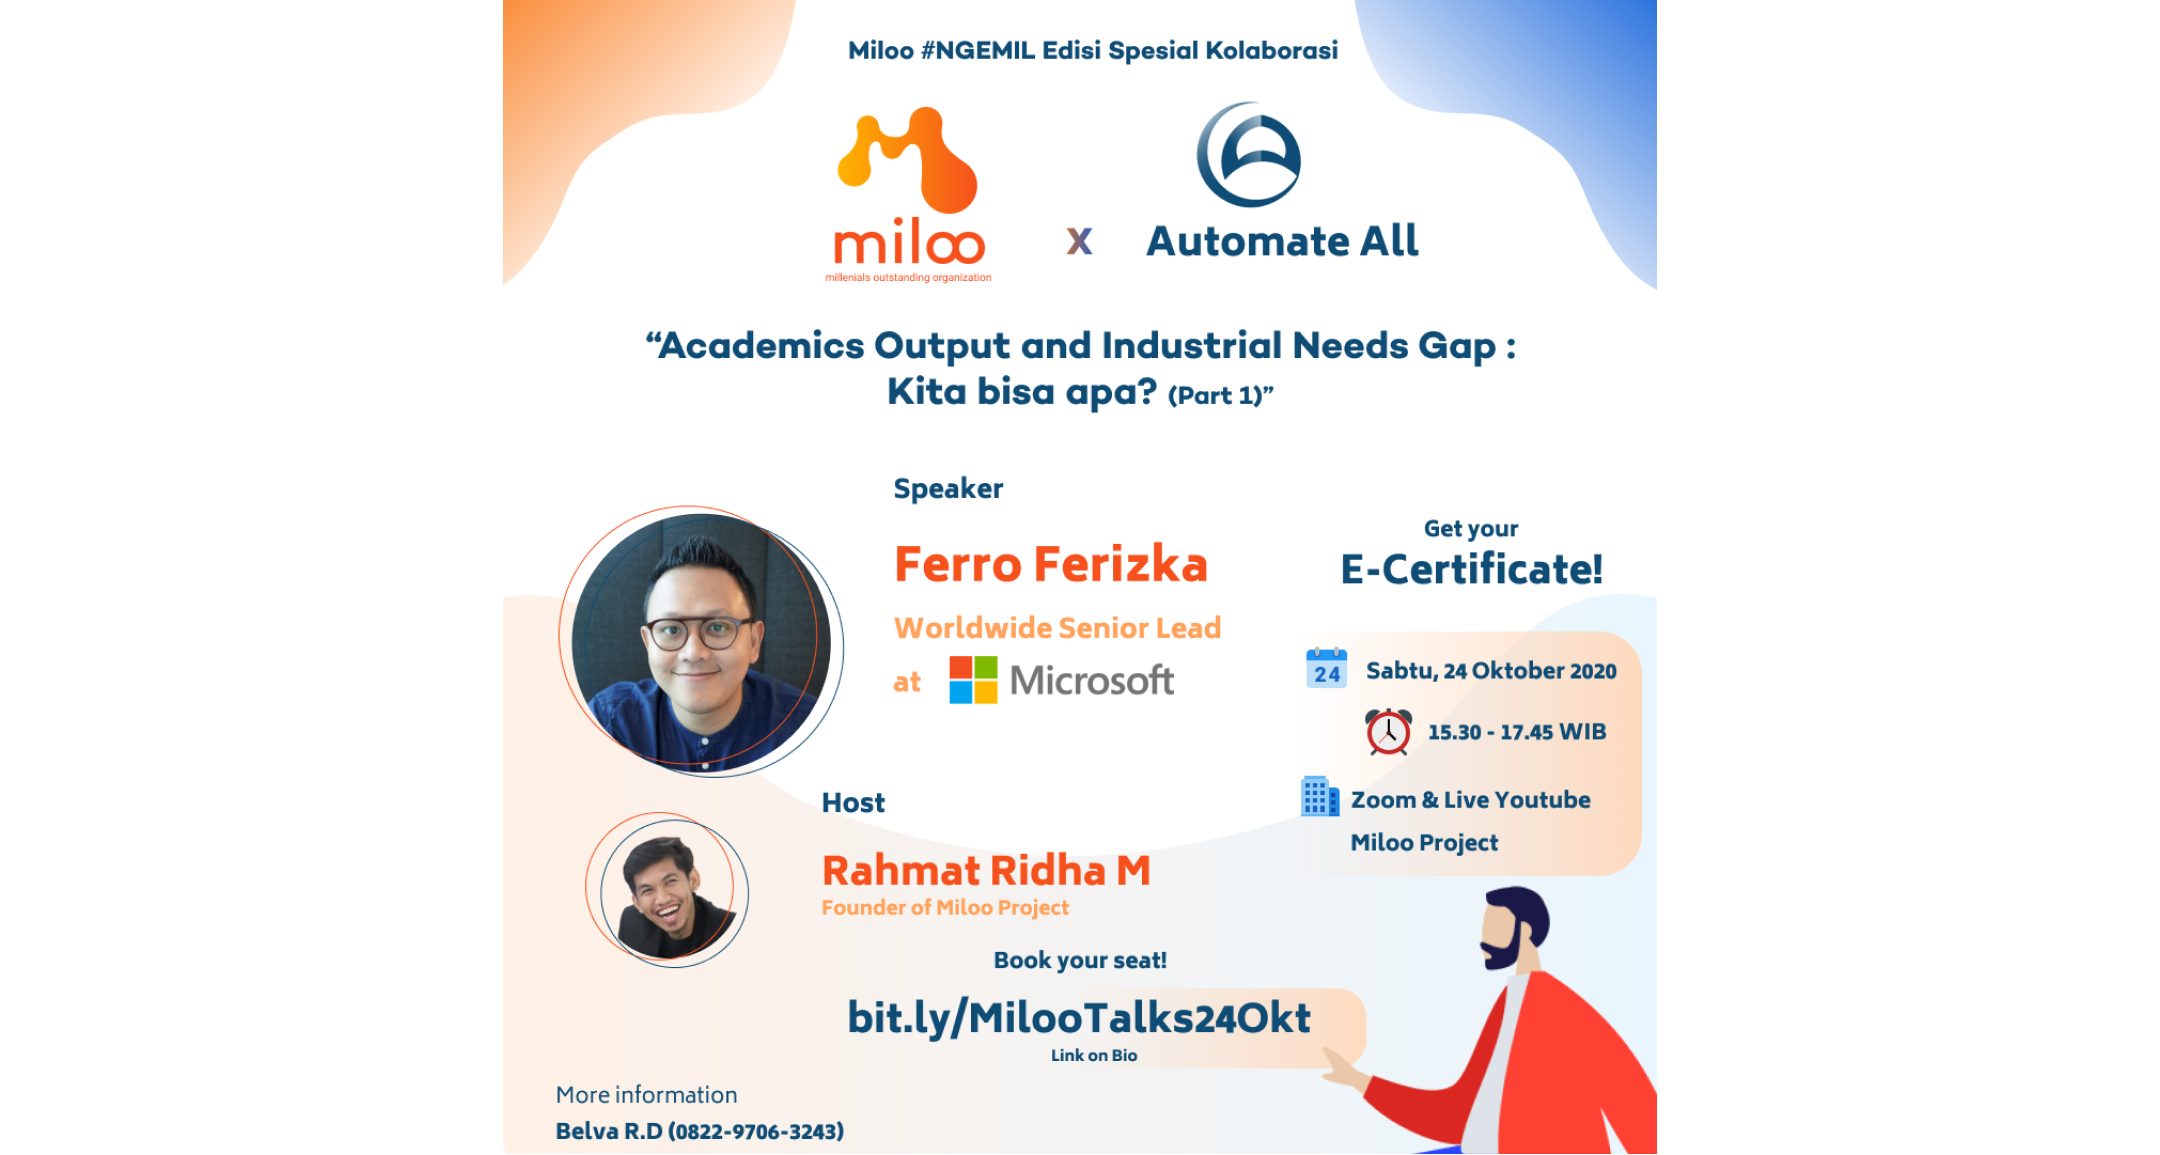 Miloo #NGEMIL Edisi Spesial Kolaborasi
miloo
millenials outstanding organization
X
Automate All
“Academics Output and Industrial Needs Gap :
Kita bisa apa? (Part 1)”
Speaker
Ferro Ferizka
Worldwide Senior Lead
at Microsoft
Get your
E-Certificate!
24 Sabtu, 24 Oktober 2020
15.30 - 17.45 WIB
Zoom & Live Youtube
Miloo Project
Host
Rahmat Ridha M
Founder of Miloo Project
Book your seat!
bit.ly/MilooTalks24Okt
Link on Bio
More information
Belva R.D (0822-9706-3243)